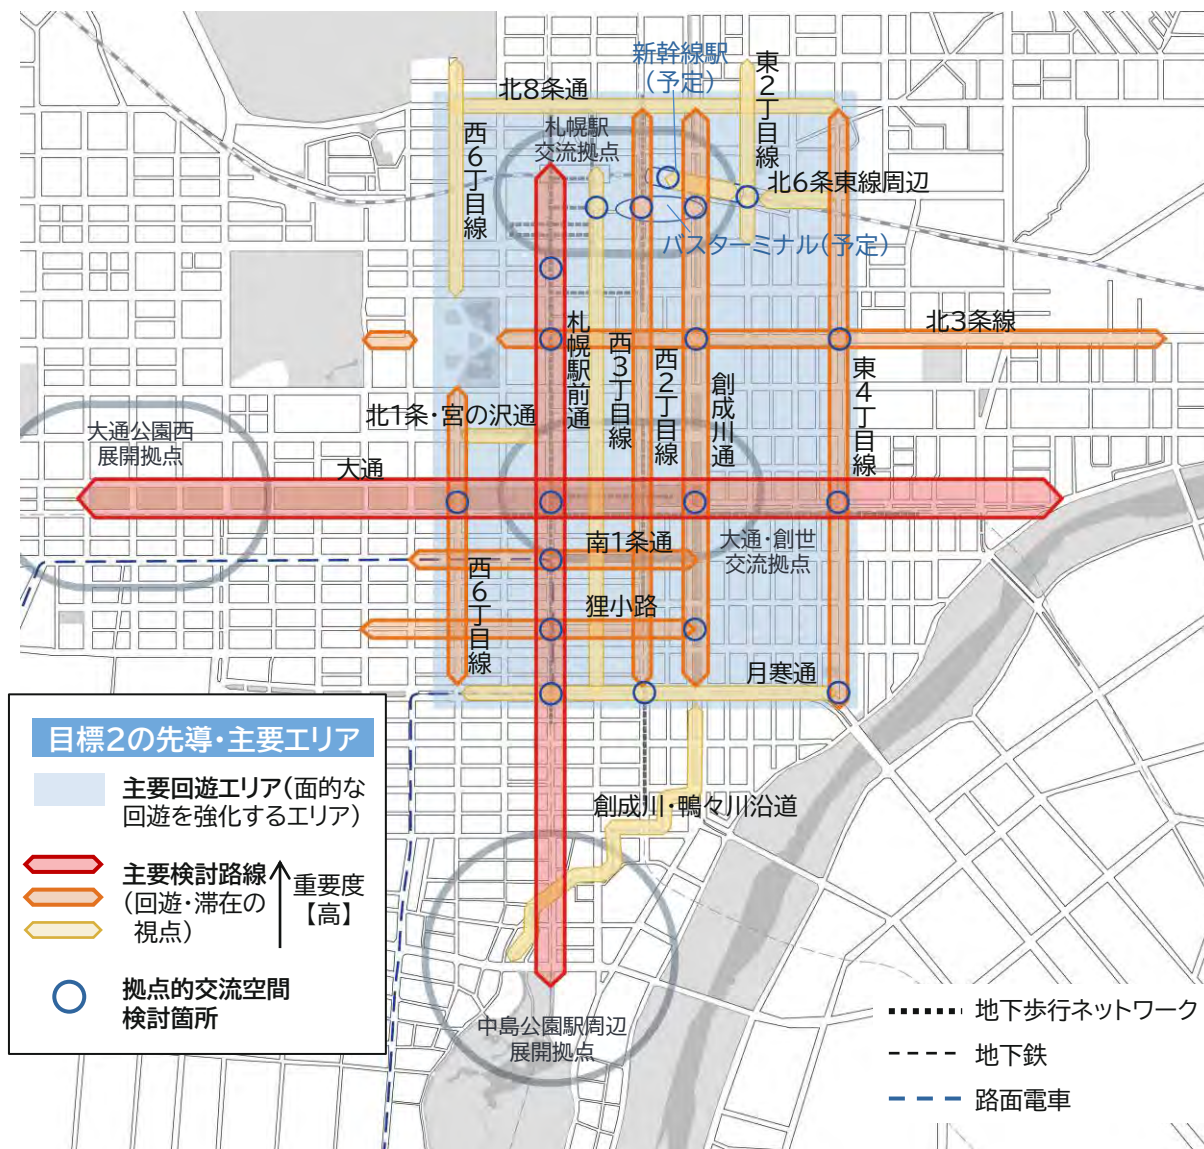 新幹線駅
(予定)
東2丁目線
北8条通
札幌駅
交流拠点
西6丁目線
北6条東線周辺
バスターミナル(予定)
札幌駅前通
西3丁目線
西2丁目線
創成川通
北3条線
東4丁目線
北1条・宮の沢通
大通公園西
展開拠点
大通
南1条通
大通・創世
交流拠点
西6丁目線
狸小路
月寒通
創成川・鴨々川沿道
中島公園駅周辺
展開拠点
目標2の先導・主要エリア
主要回遊エリア(面的な
回遊を強化するエリア)
主要検討路線
(回遊・滞在の
視点)
重要度
【高】
拠点的交流空間
検討箇所
地下歩行ネットワーク
地下鉄
路面電車